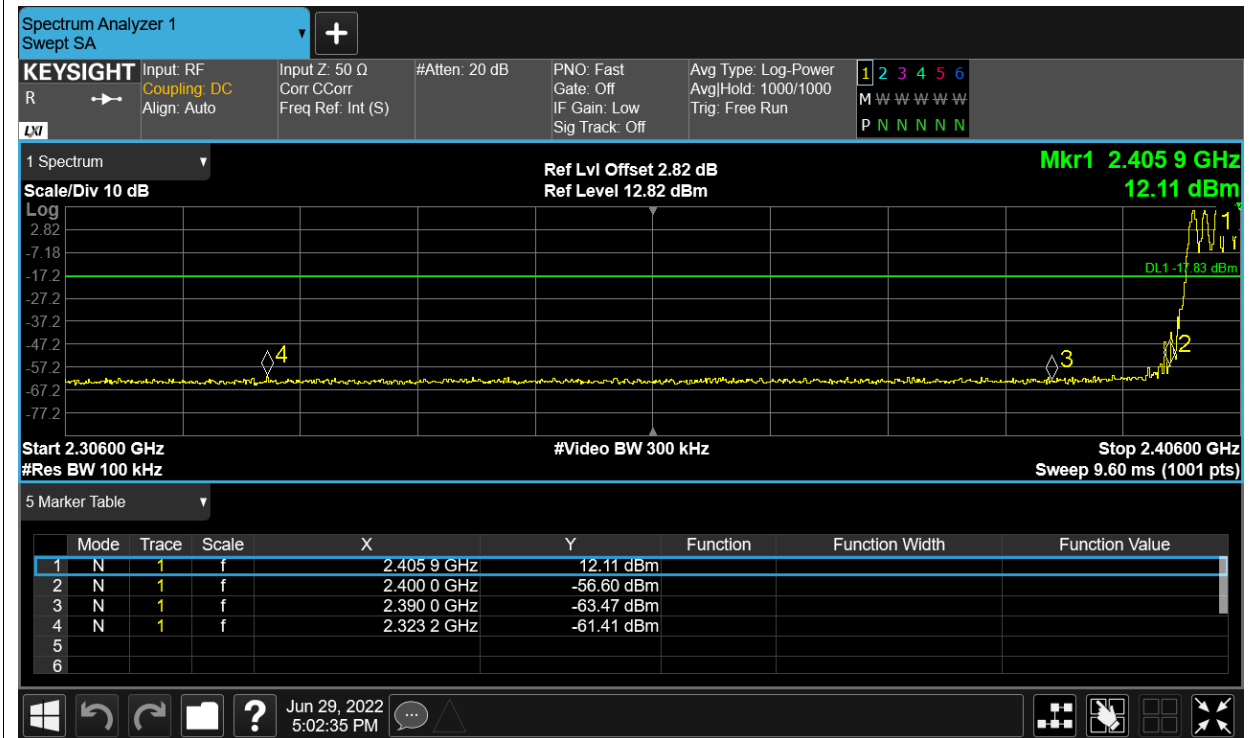 Spectrum Analyzer 1
Swept SA
+
KEYSIGHT Input: RF Input Z: 50 Ω #Atten: 20 dB PNO: Fast Avg Type: Log-Power 1 2 3 4 5 6
R Coupling: DC Corr CCorr Gate: Off Avg|Hold: 1000/1000 M W W W W W
Align: Auto Freq Ref: Int (S) IF Gain: Low Trig: Free Run
LXI Sig Track: Off P N N N N N
1 Spectrum Ref Lvl Offset 2.82 dB Mkr1 2.405 9 GHz
Scale/Div 10 dB Ref Level 12.82 dBm 12.11 dBm
Log
1
2.82
-7.18
-17.2 DL1 -17.83 dBm
-27.2
-37.2
-47.2 2
-57.2 4 3
-67.2
-77.2
Start 2.30600 GHz #Video BW 300 kHz Stop 2.40600 GHz
#Res BW 100 kHz Sweep 9.60 ms (1001 pts)
5 Marker Table
Mode Trace Scale X Y Function Function Width Function Value
1 N 1 f 2.405 9 GHz 12.11 dBm
2 N 1 f 2.400 0 GHz -56.60 dBm
3 N 1 f 2.390 0 GHz -63.47 dBm
4 N 1 f 2.323 2 GHz -61.41 dBm
5
6
? Jun 29, 2022
5:02:35 PM